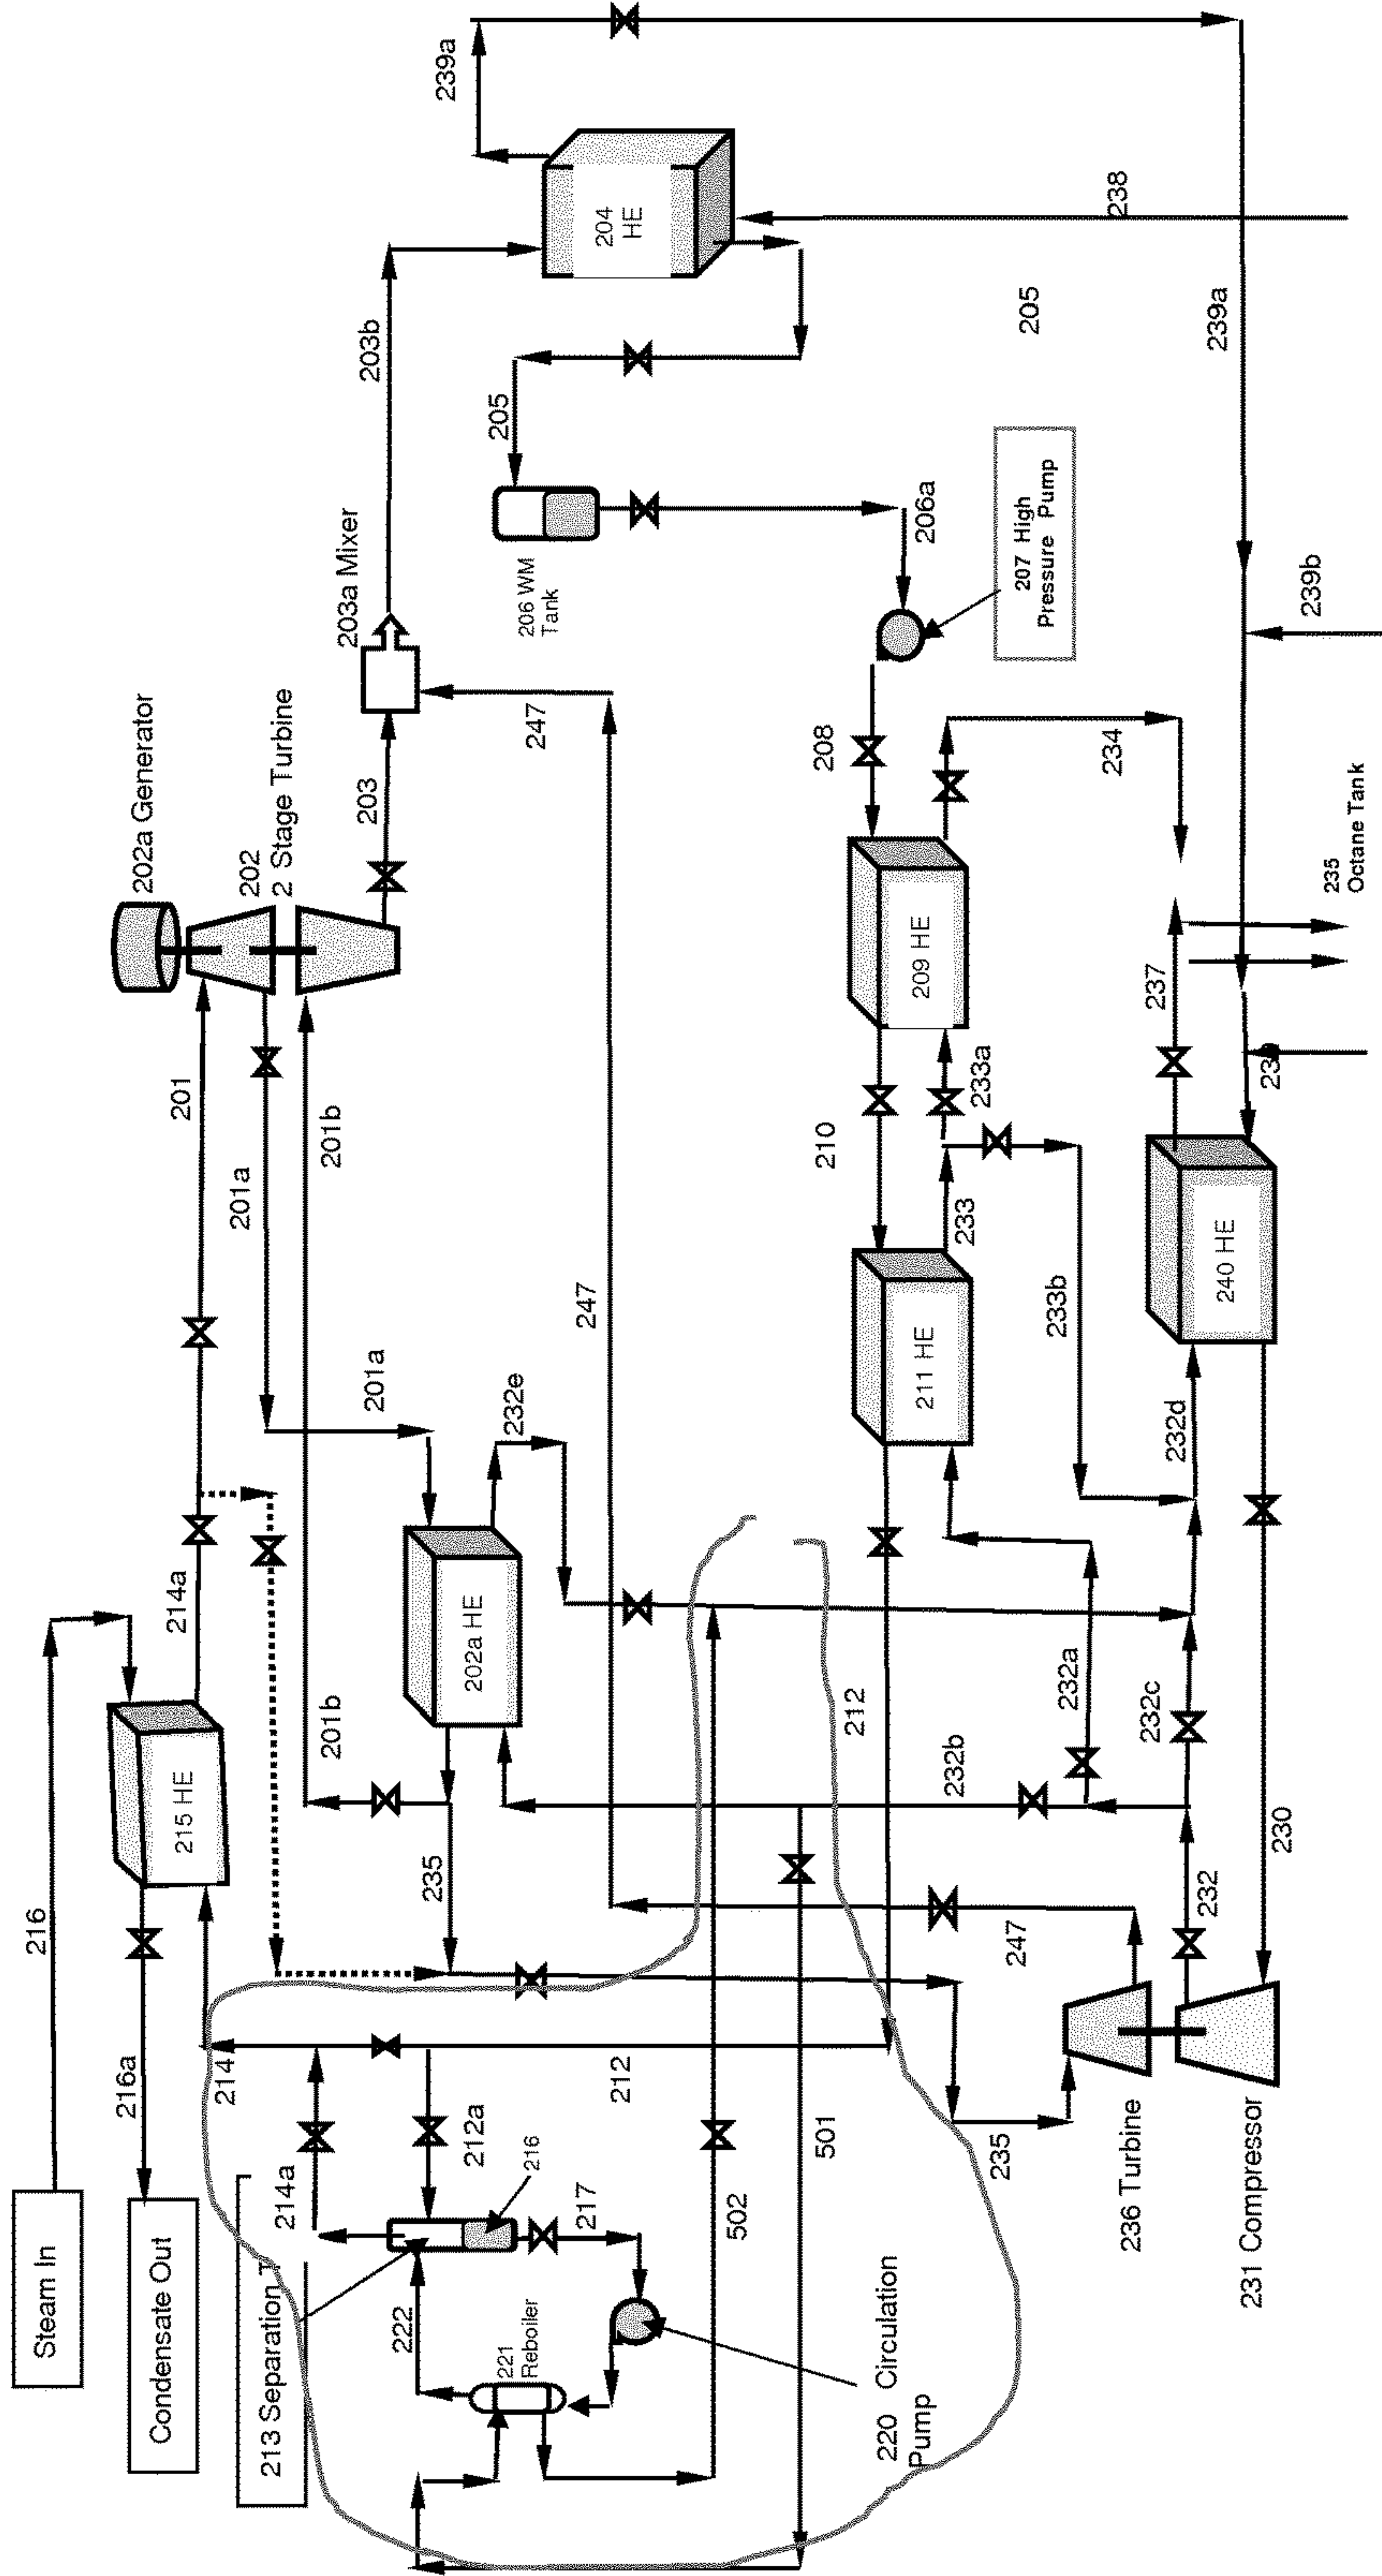 Steam In
Condensate Out
216
216a
215 HE
214a
214
201
201a
201b
202a Generator
202
2 Stage Turbine
203
203a Mixer
203b
239a
204
HE
238
205
205
206 WM
Tank
206a
207 High
Pressure Pump
208
209 HE
210
211 HE
233
233a
233b
234
235
Octane Tank
237
239a
239b
240 HE
232d
230
232
232c
232a
232b
212
247
247
247
232e
201a
202a HE
201b
235
235
213 Separation T
214a
212a
212
216
217
222
221
Reboiler
220 Circulation
Pump
502
501
236 Turbine
231 Compressor